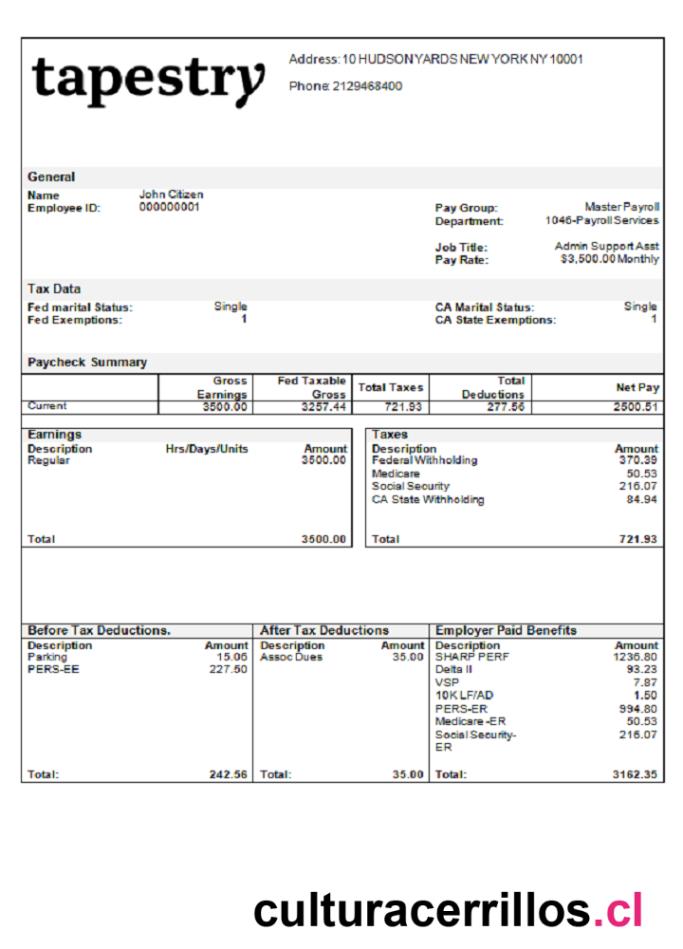 tapestry
Address: 10 HUDSON YARDS NEW YORK NY 10001
Phone: 2129468400
General
Name John Citizen
Employee ID: 000000001
Pay Group: Master Payroll
Department: 1046-Payroll Services
Job Title: Admin Support Asst
Pay Rate: $3,500.00 Monthly
Tax Data
Fed marital Status: Single CA Marital Status: Single
Fed Exemptions: 1 CA State Exemptions: 1
Paycheck Summary
Gross Earnings Fed Taxable Gross Total Taxes Total Deductions Net Pay
Current 3500.00 3257.44 721.93 277.56 2500.51
Earnings
Description Hrs/Days/Units Amount
Regular 3500.00
Total 3500.00
Taxes
Description Amount
Federal Withholding 370.39
Medicare 50.53
Social Security 216.07
CA State Withholding 84.94
Total 721.93
Before Tax Deductions.
Description Amount
Parking 15.06
PERS-EE 227.50
Total: 242.56
After Tax Deductions
Description Amount
Assoc Dues 35.00
Total: 35.00
Employer Paid Benefits
Description Amount
SHARP PERF 1236.80
Delta II 93.23
VSP 7.87
10K LF/AD 1.50
PERS-ER 994.80
Medicare -ER 50.53
Social Security- 216.07
ER
Total: 3162.35
culturacerrillos.cl